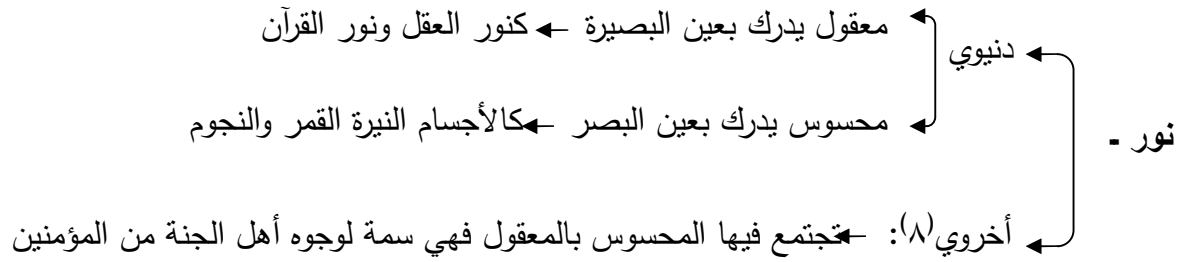 معقول يدرك بعين البصيرة ← كنور العقل ونور القرآن
دنيوي
محسوس يدرك بعين البصر ← كالأجسام النيرة القمر والنجوم
نور -
أخروي(٨): ← تجتمع فيها المحسوس بالمعقول فهي سمة لوجوه أهل الجنة من المؤمنين